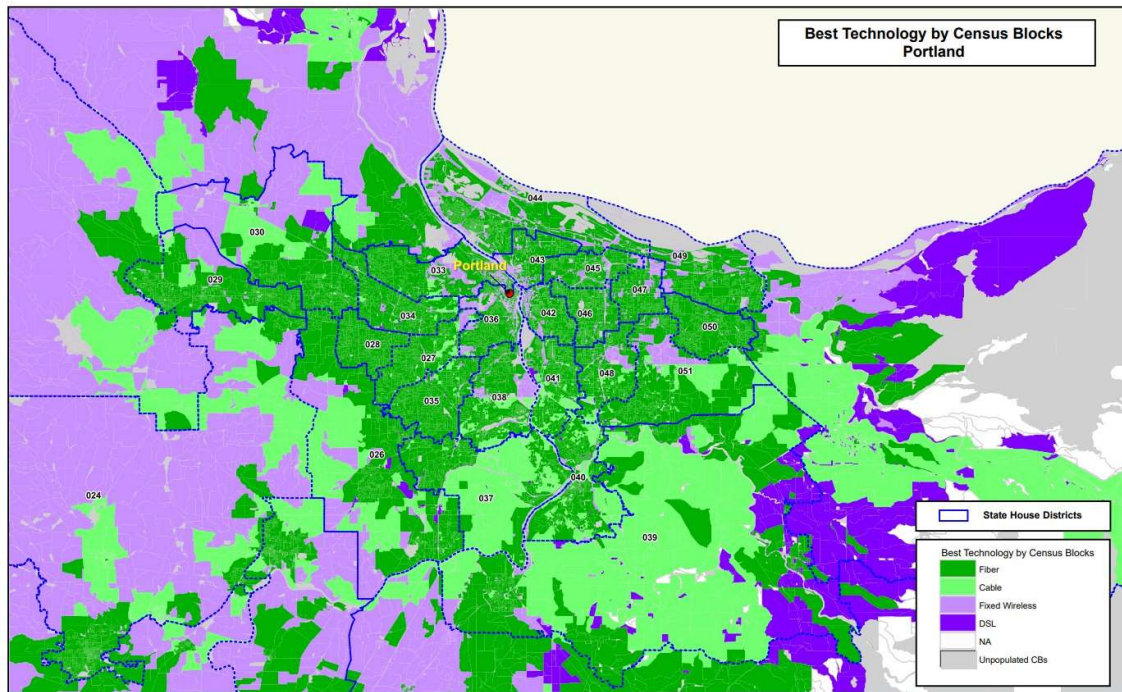 Best Technology by Census Blocks
Portland
044
030
043
045
049
033
Portland
029
047
034
036
042
046
050
028
027
051
041
048
035
038
026
040
037
024
039
State House Districts
Best Technology by Census Blocks
Fiber
Cable
Fixed Wireless
DSL
NA
Unpopulated CBs